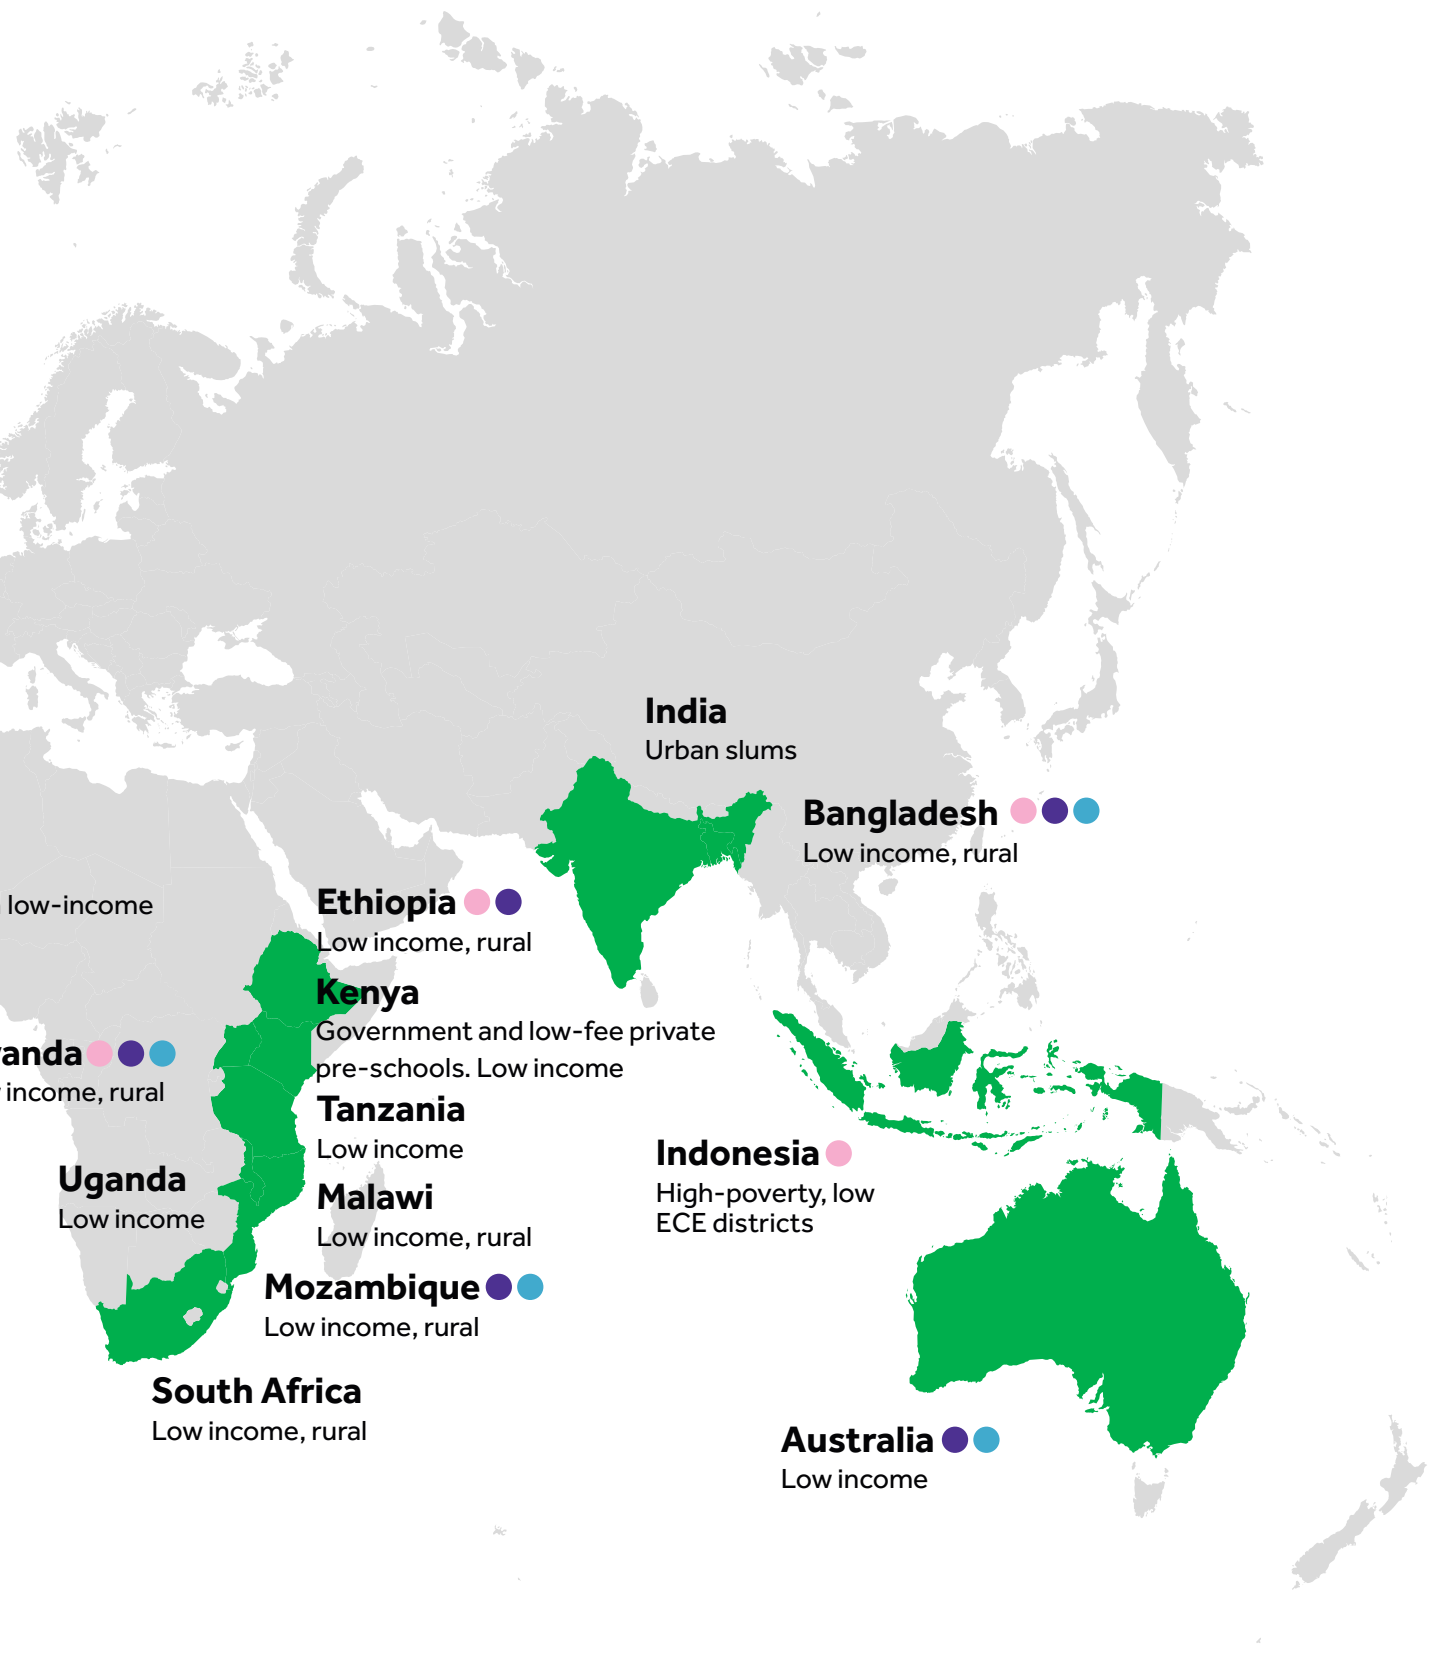 India
Urban slums
Bangladesh
Low income, rural
low-income
Ethiopia
Low income, rural
Kenya
Government and low-fee private
pre-schools. Low income
anda
income, rural
Tanzania
Low income
Uganda
Low income
Malawi
Low income, rural
Indonesia
High-poverty, low
ECE districts
Mozambique
Low income, rural
South Africa
Low income, rural
Australia
Low income